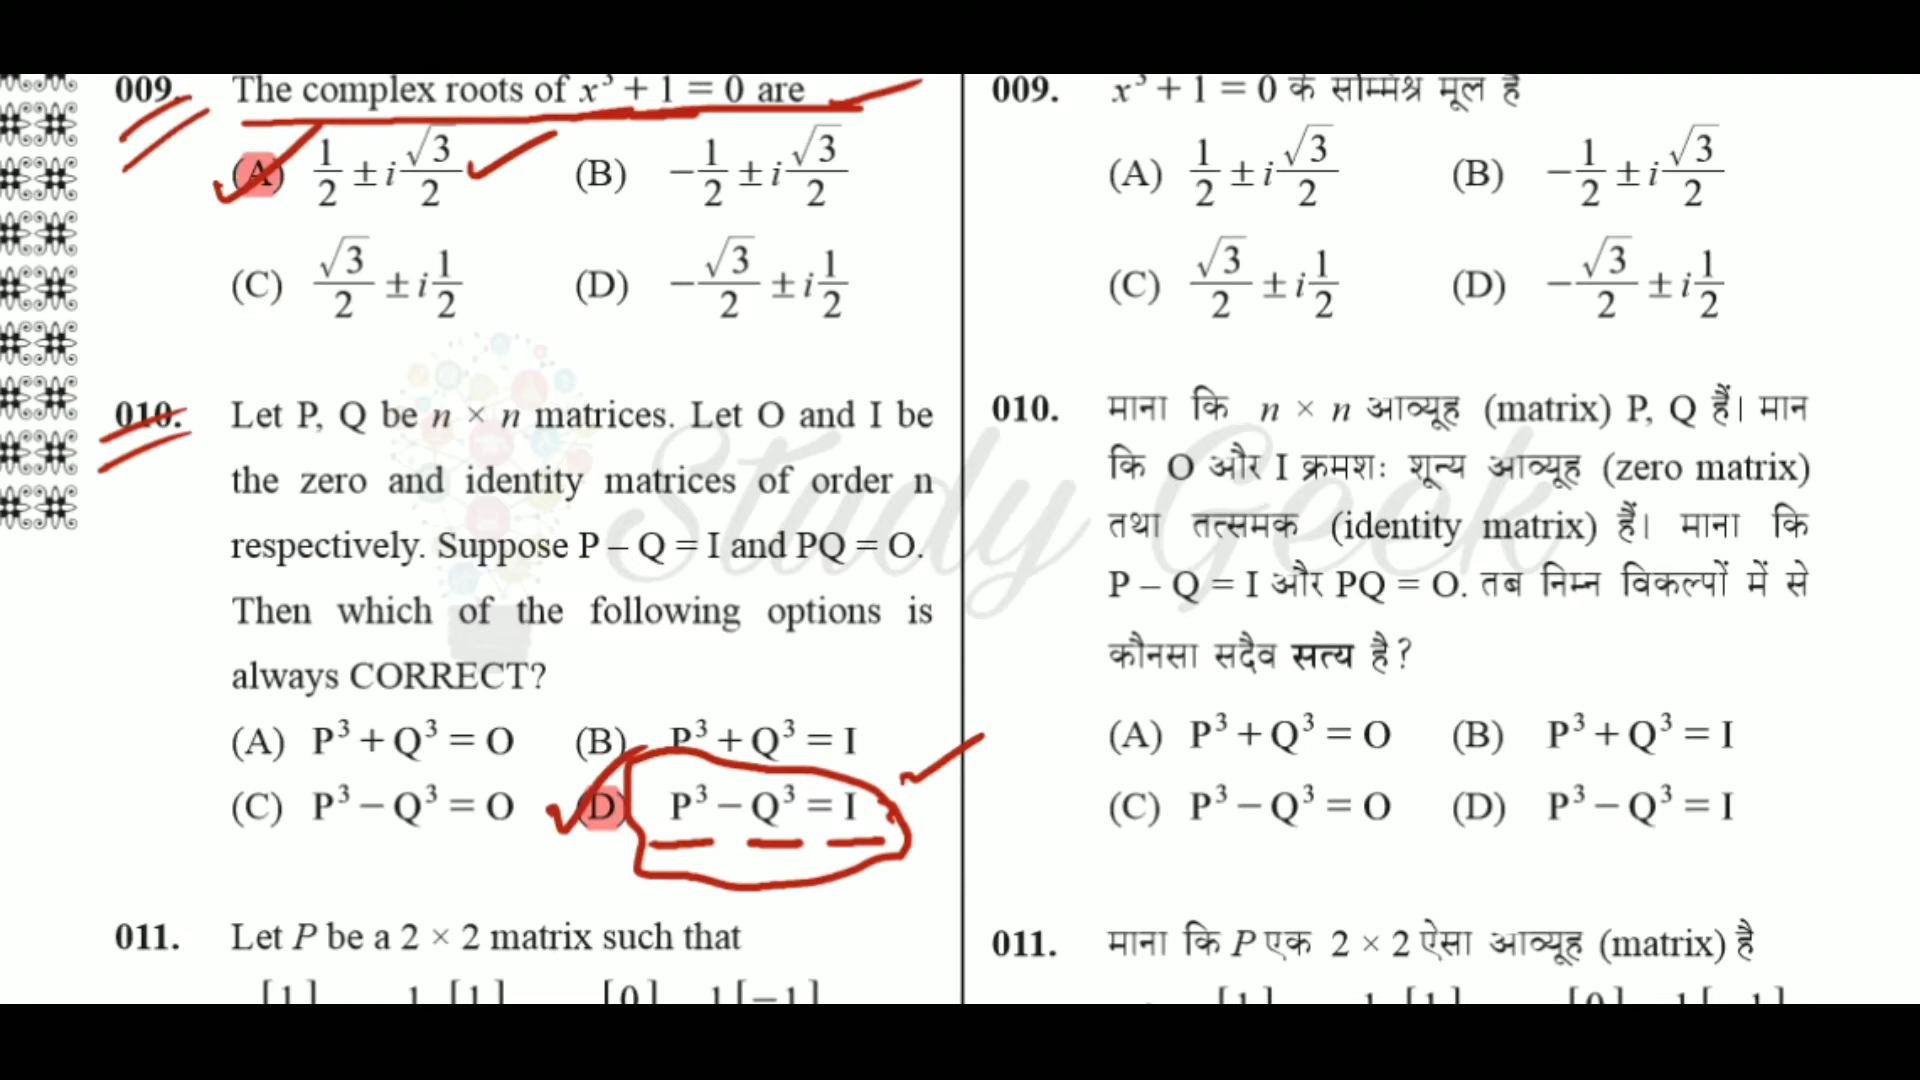 009. The complex roots of x³ + 1 = 0 are
(A) 1/2 ± i √3/2 (B) −1/2 ± i √3/2
(C) √3/2 ± i 1/2 (D) −√3/2 ± i 1/2
010. Let P, Q be n × n matrices. Let O and I be
the zero and identity matrices of order n
respectively. Suppose P – Q = I and PQ = O.
Then which of the following options is
always CORRECT?
(A) P³ + Q³ = O (B) P³ + Q³ = I
(C) P³ – Q³ = O (D) P³ – Q³ = I
011. Let P be a 2 × 2 matrix such that
009. x³ + 1 = 0 के सम्मिश्र मूल हैं
(A) 1/2 ± i √3/2 (B) −1/2 ± i √3/2
(C) √3/2 ± i 1/2 (D) −√3/2 ± i 1/2
010. माना कि n × n आव्यूह (matrix) P, Q हैं। मान
कि O और I क्रमशः शून्य आव्यूह (zero matrix)
तथा तत्समक (identity matrix) हैं। माना कि
P – Q = I और PQ = O. तब निम्न विकल्पों में से
कौनसा सदैव सत्य है?
(A) P³ + Q³ = O (B) P³ + Q³ = I
(C) P³ – Q³ = O (D) P³ – Q³ = I
011. माना कि P एक 2 × 2 ऐसा आव्यूह (matrix) है
Study Geek